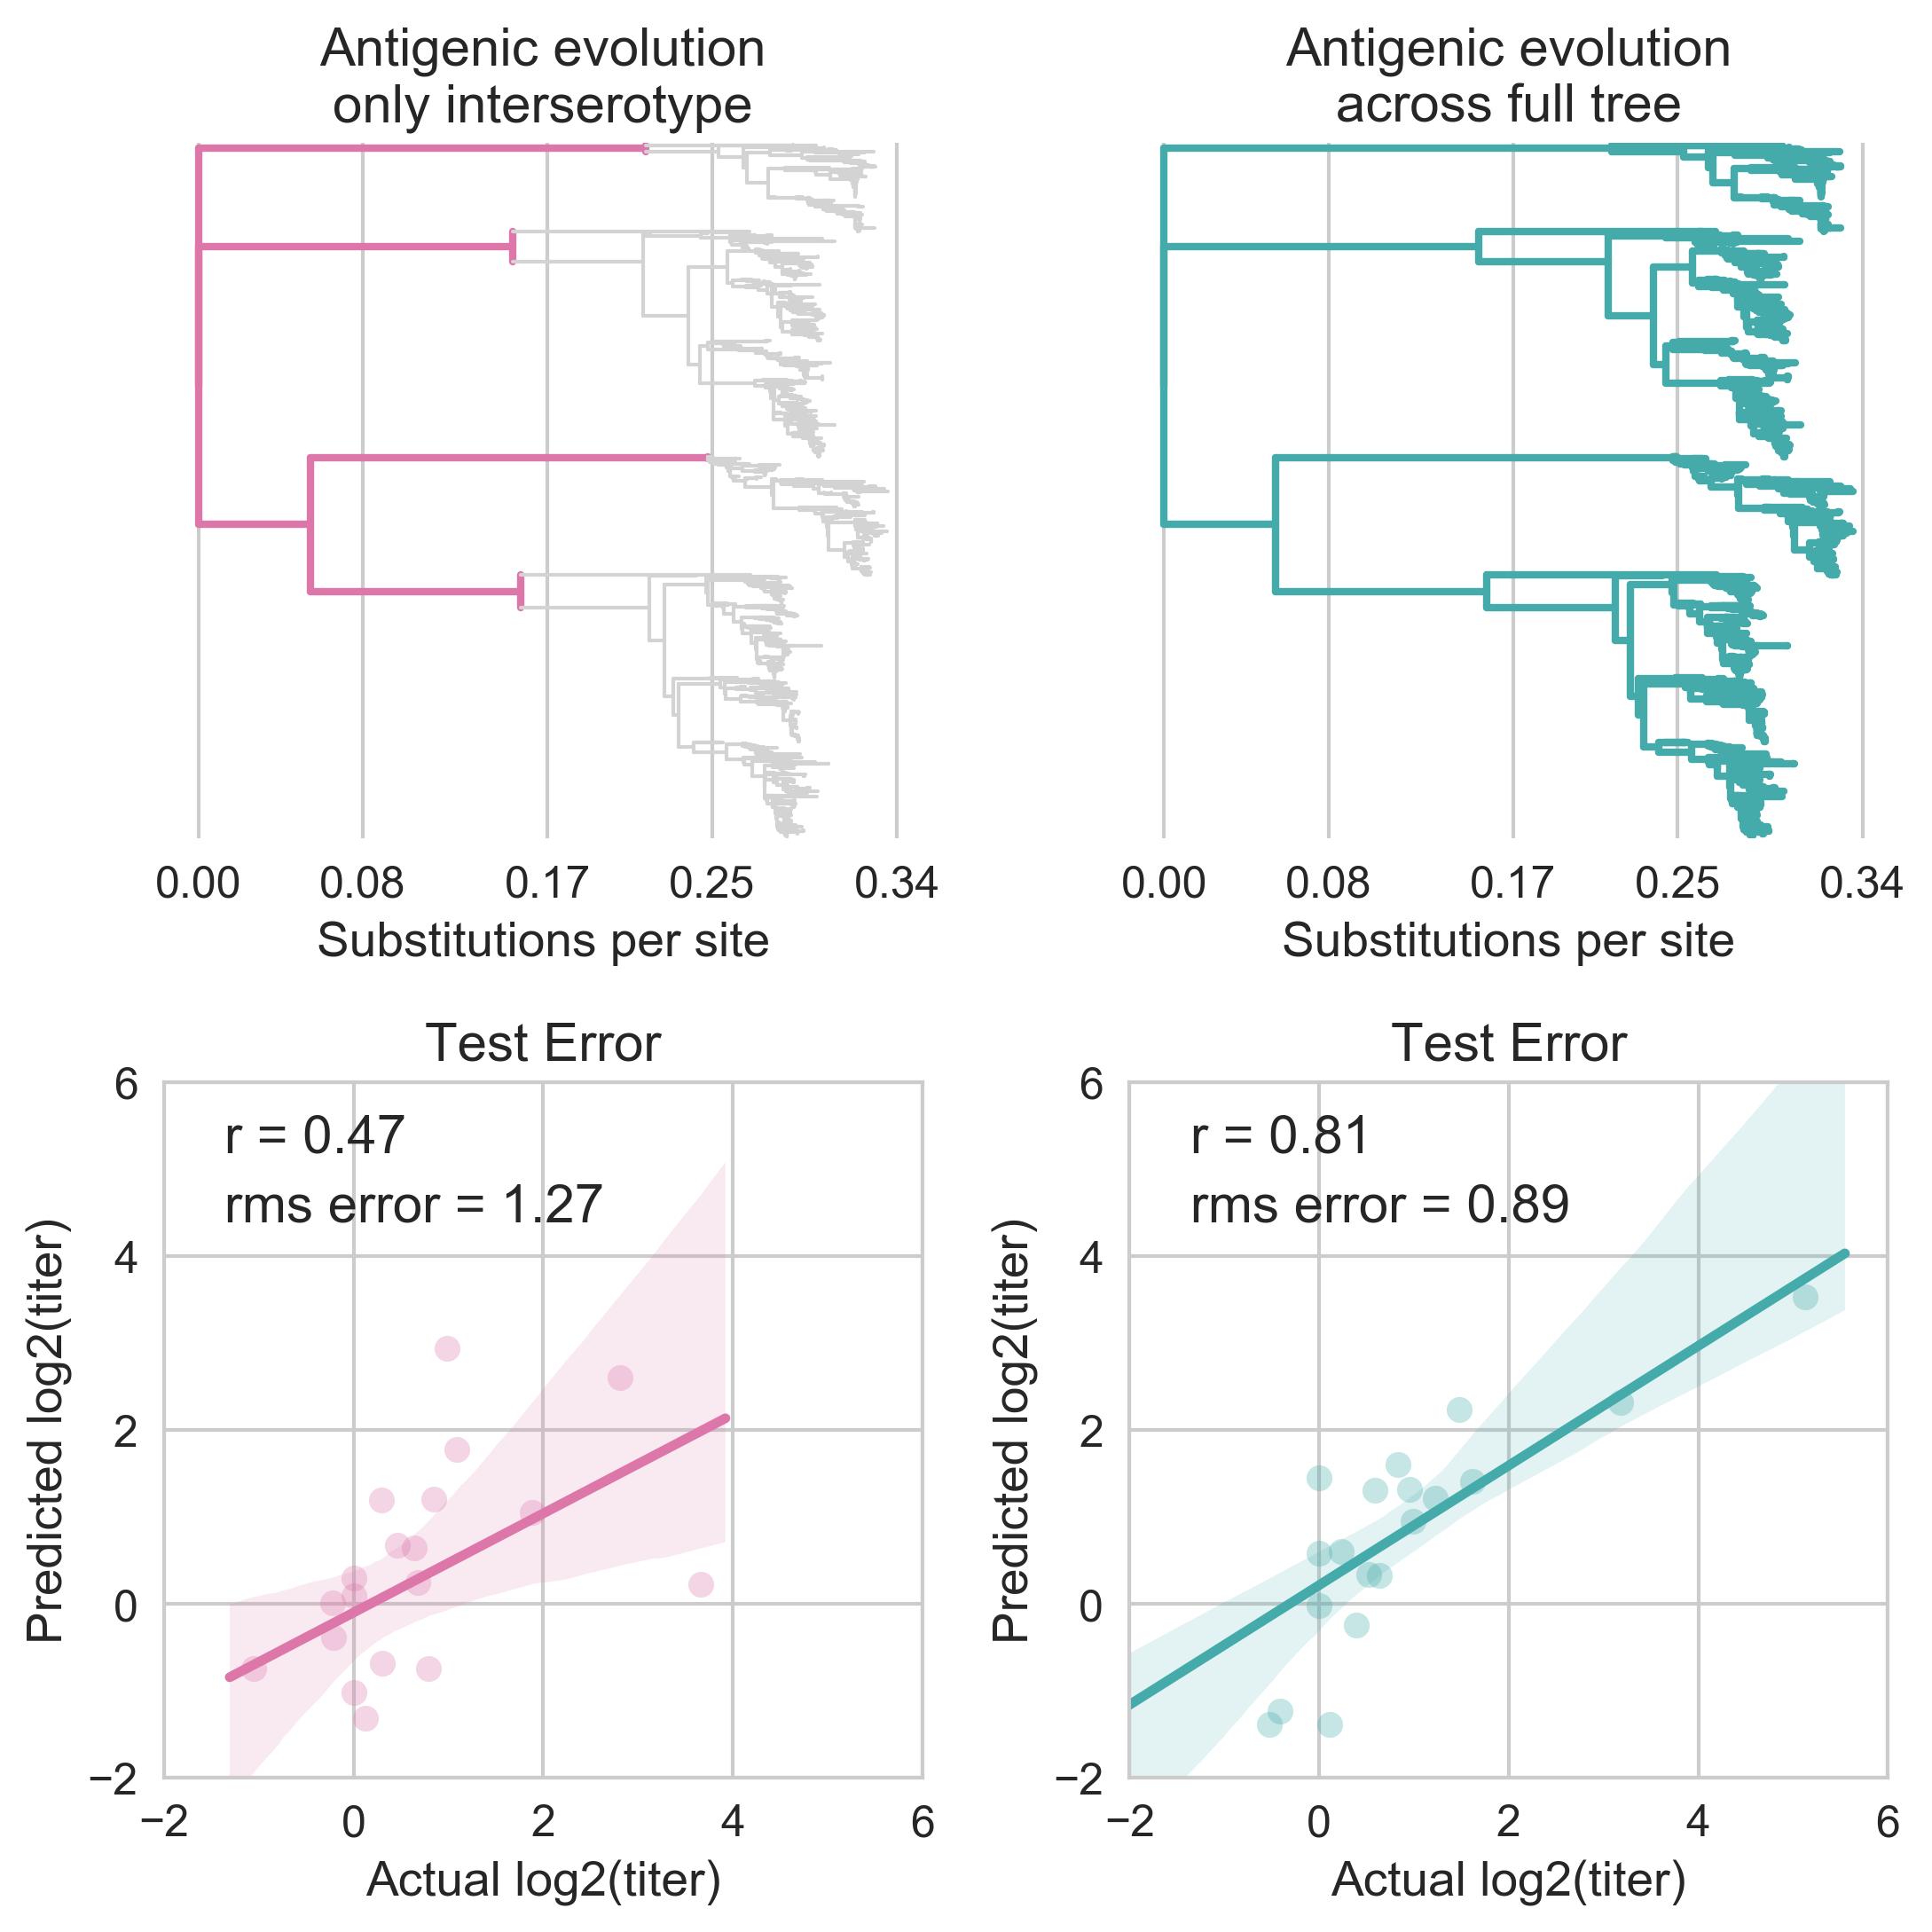 Antigenic evolution
only interserotype
0.00 0.08 0.17 0.25 0.34
Substitutions per site
Antigenic evolution
across full tree
0.00 0.08 0.17 0.25 0.34
Substitutions per site
Test Error
r = 0.47
rms error = 1.27
Predicted log2(titer)
6
4
2
0
−2
−2 0 2 4 6
Actual log2(titer)
Test Error
r = 0.81
rms error = 0.89
Predicted log2(titer)
6
4
2
0
−2
−2 0 2 4 6
Actual log2(titer)